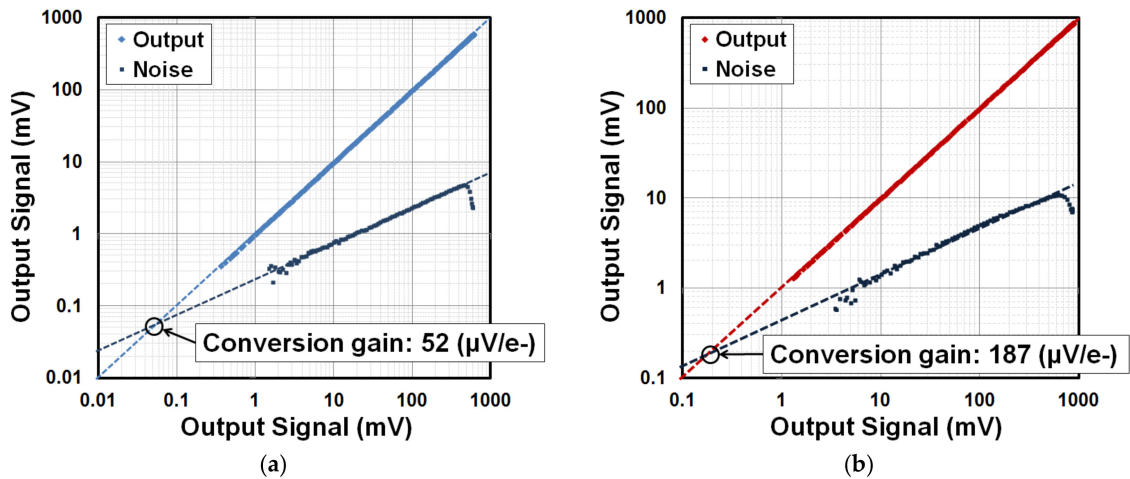 1000
100
10
1
0.1
0.01
Output Signal (mV)
Output
Noise
Conversion gain: 52 (µV/e-)
0.01 0.1 1 10 100 1000
Output Signal (mV)
(a)
1000
100
10
1
0.1
Output Signal (mV)
Output
Noise
Conversion gain: 187 (µV/e-)
0.1 1 10 100 1000
Output Signal (mV)
(b)